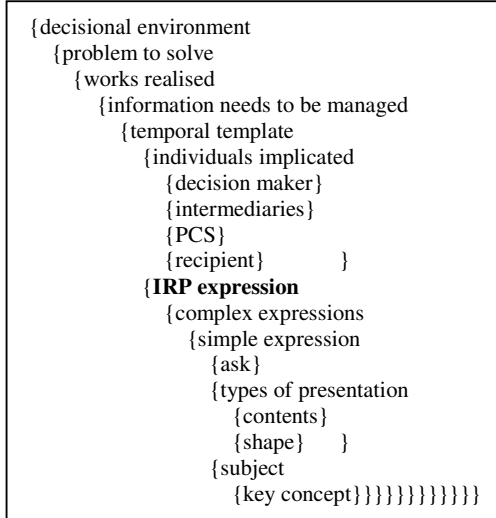 {decisional environment
{problem to solve
{works realised
{information needs to be managed
{temporal template
{individuals implicated
{decision maker}
{intermediaries}
{PCS}
{recipient} }
{IRP expression
{complex expressions
{simple expression
{ask}
{types of presentation
{contents}
{shape} }
{subject
{key concept}}}}}}}}}}}}